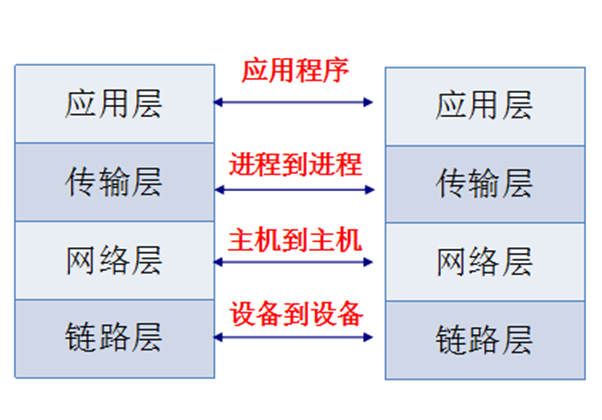 应用程序
应用层
应用层
进程到进程
传输层
传输层
主机到主机
网络层
网络层
设备到设备
链路层
链路层